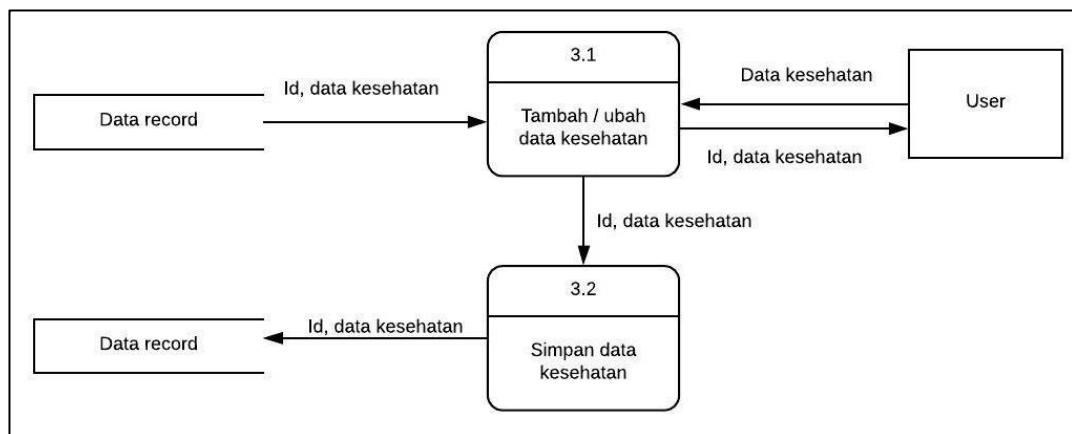 3.1
Id, data kesehatan
Data kesehatan
Data record
Tambah / ubah
data kesehatan
User
Id, data kesehatan
Id, data kesehatan
3.2
Id, data kesehatan
Data record
Simpan data
kesehatan